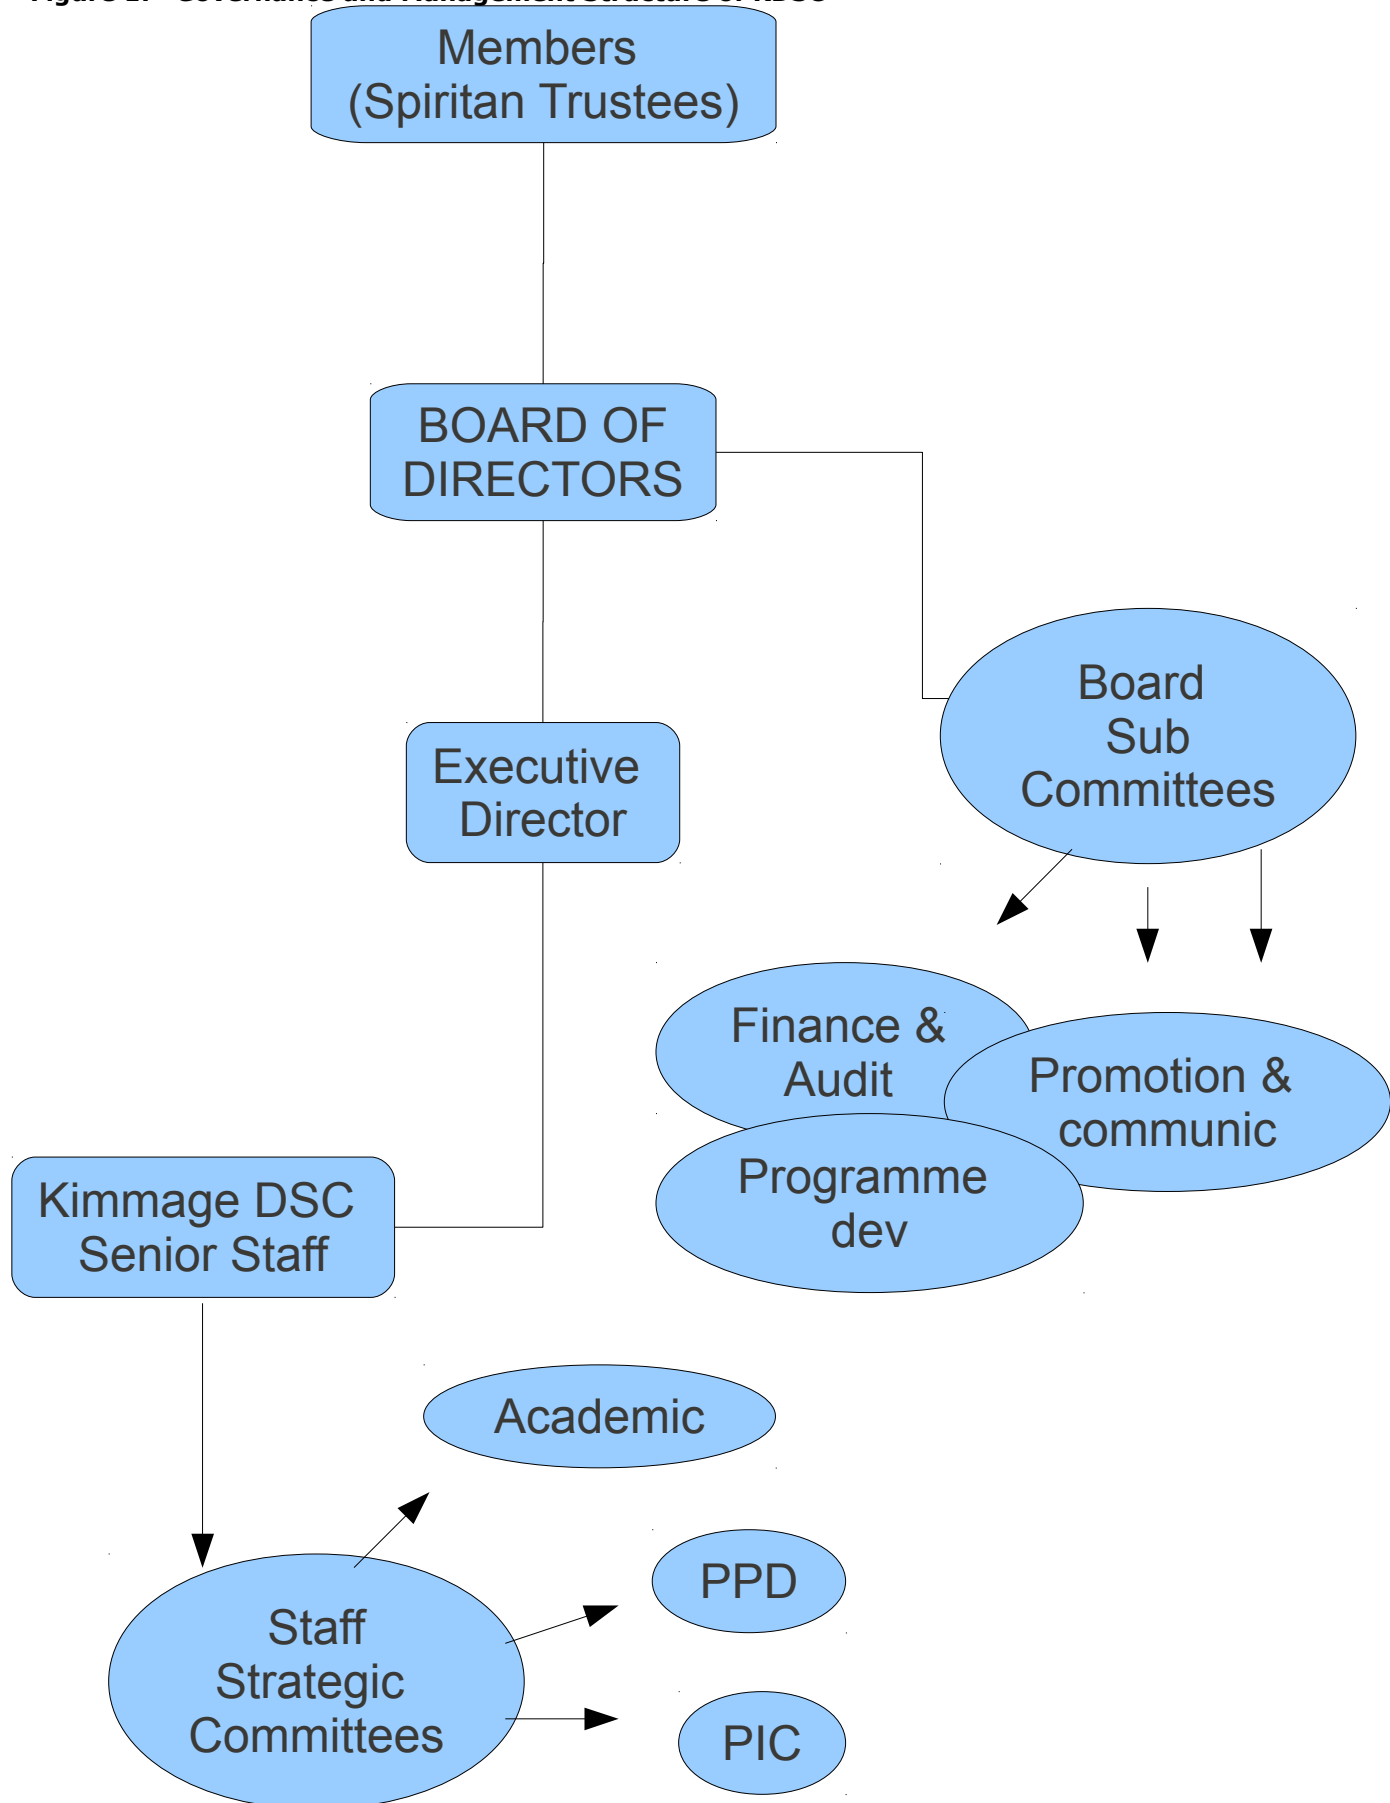 Members
(Spiritan Trustees)
BOARD OF
DIRECTORS
Executive
Director
Board
Sub
Committees
Finance &
Audit
Promotion &
communic
Programme
dev
Kimmage DSC
Senior Staff
Academic
PPD
Staff
Strategic
Committees
PIC